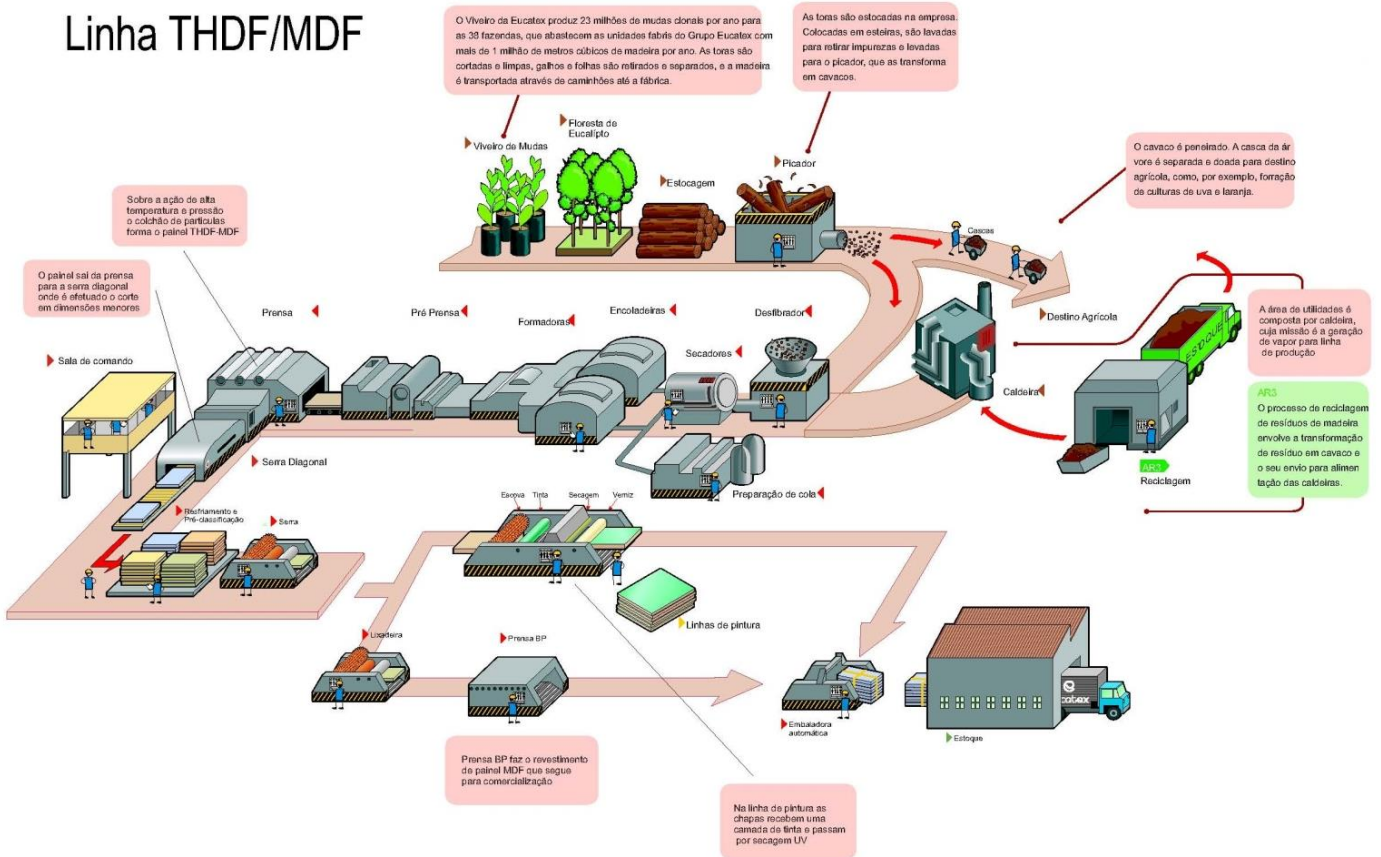 Linha THDF/MDF
O Viveiro da Eucatex produz 23 milhões de mudas clonais por ano para
as 38 fazendas, que abastecem as unidades fabris do Grupo Eucatex com
mais de 1 milhão de metros cúbicos de madeira por ano. As toras são
cortadas e limpas, galhos e folhas são retirados e separados, e a madeira
é transportada através de caminhões até a fábrica.
As toras são estocadas na empresa.
Colocadas em esteiras, são lavadas
para retirar impurezas e levadas
para o picador, que as transforma
em cavacos.
Viveiro de Mudas
Floresta de
Eucalípto
Estocagem
Picador
O cavaco é peneirado. A casca da ár
vore é separada e doada para destino
agrícola, como, por exemplo, forração
de culturas de uva e laranja.
Cascas
Destino Agrícola
Sobre a ação de alta
temperatura e pressão
o colchão de particulas
forma o painel THDF-MDF
O painel sai da prensa
para a serra diagonal
onde é efetuado o corte
em dimensões menores
Sala de comando
Prensa
Pré Prensa
Formadoras
Encoladeiras
Secadores
Desfibrador
Caldeira
ESTOQUE
A área de utilidades é
composta por caldeira,
cuja missão é a geração
de vapor para linha
de produção
AR3
O processo de reciclagem
de resíduos de madeira
envolve a transformação
de resíduo em cavaco e
o seu envio para alimen
tação das caldeiras.
AR3
Reciclagem
Serra Diagonal
Preparação de cola
Resfriamento e
Pré-classificação
Serra
Escova
Tinta
Secagem
Verniz
Linhas de pintura
Lixadeira
Prensa BP
Embaladora
automática
Estoque
catex
Prensa BP faz o revestimento
de painel MDF que segue
para comercialização
Na linha de pintura as
chapas recebem uma
camada de tinta e passam
por secagem UV